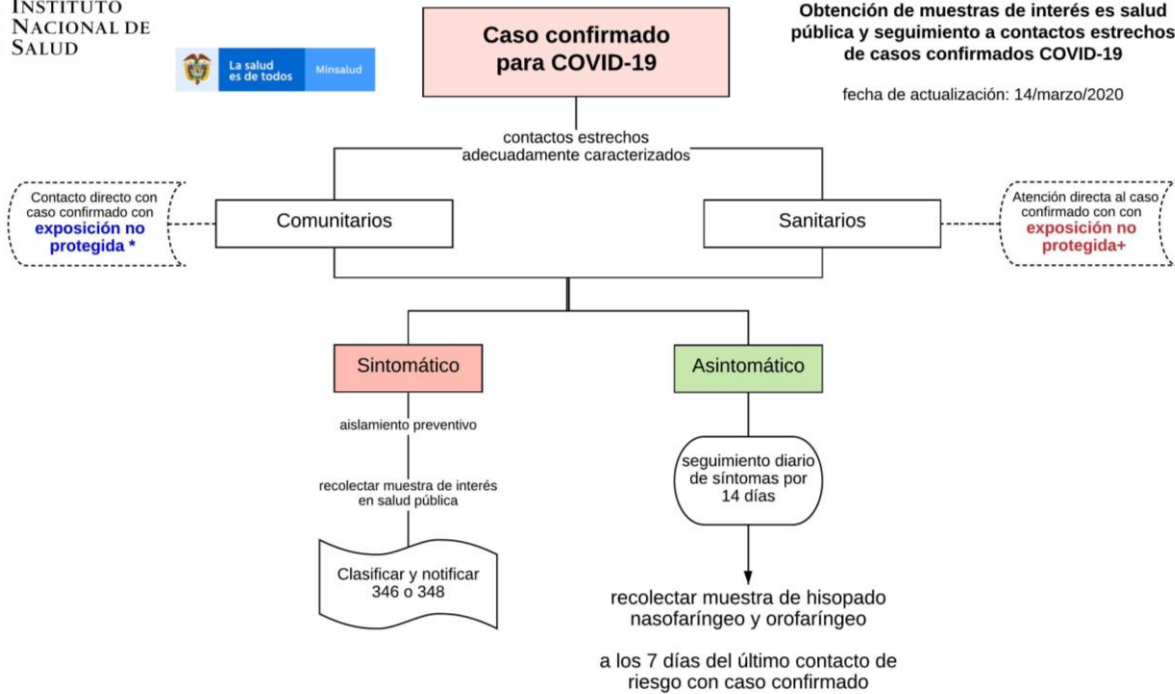 INSTITUTO
NACIONAL DE
SALUD
La salud
es de todos
Minsalud
Caso confirmado
para COVID-19
Obtención de muestras de interés es salud
pública y seguimiento a contactos estrechos
de casos confirmados COVID-19
fecha de actualización: 14/marzo/2020
contactos estrechos
adecuadamente caracterizados
Contacto directo con
caso confirmado con
exposición no
protegida *
Comunitarios
Sanitarios
Atención directa al caso
confirmado con con
exposición no
protegida+
Sintomático
Asintomático
aislamiento preventivo
recolectar muestra de interés
en salud pública
Clasificar y notificar
346 o 348
seguimiento diario
de síntomas por
14 días
recolectar muestra de hisopado
nasofaríngeo y orofaríngeo
a los 7 días del último contacto de
riesgo con caso confirmado